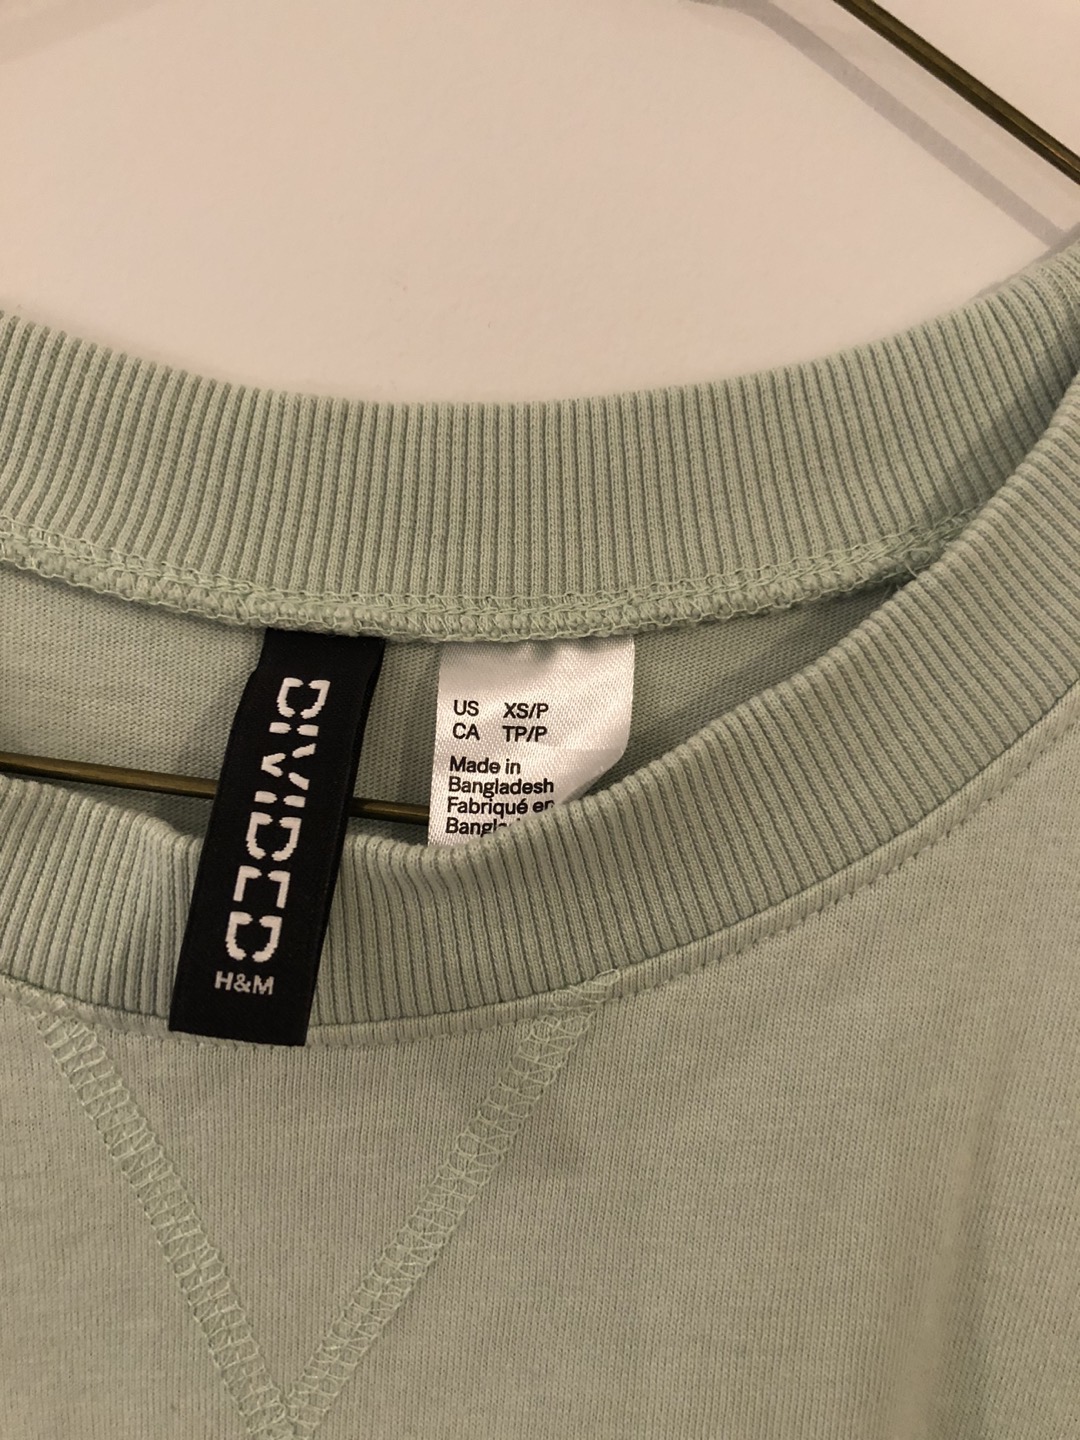 DIVIDED
H&M
US XS/P
CA TP/P
Made in
Bangladesh
Fabriqué en